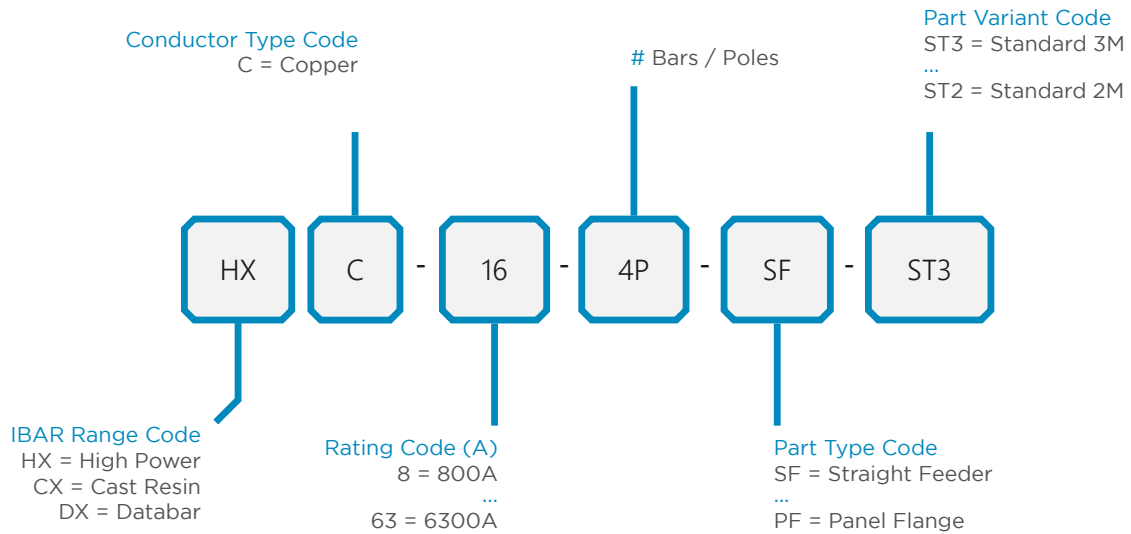 Part Variant Code
ST3 = Standard 3M
...
ST2 = Standard 2M
Conductor Type Code
C = Copper
# Bars / Poles
HX C - 16 - 4P - SF - ST3
IBAR Range Code
HX = High Power
CX = Cast Resin
DX = Databar
Rating Code (A)
8 = 800A
...
63 = 6300A
Part Type Code
SF = Straight Feeder
...
PF = Panel Flange